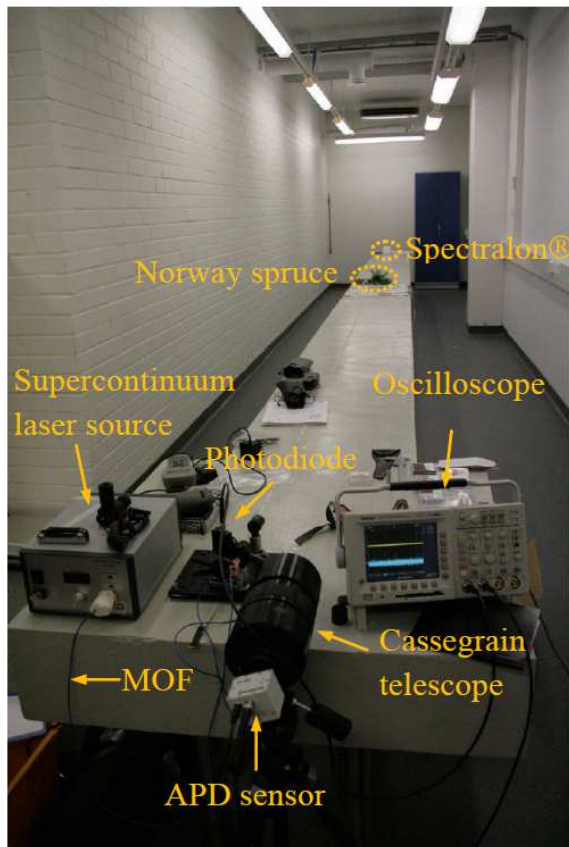 Spectralon®
Norway spruce
Supercontinuum
laser source
Oscilloscope
Photodiode
Cassegrain
telescope
MOF
APD sensor